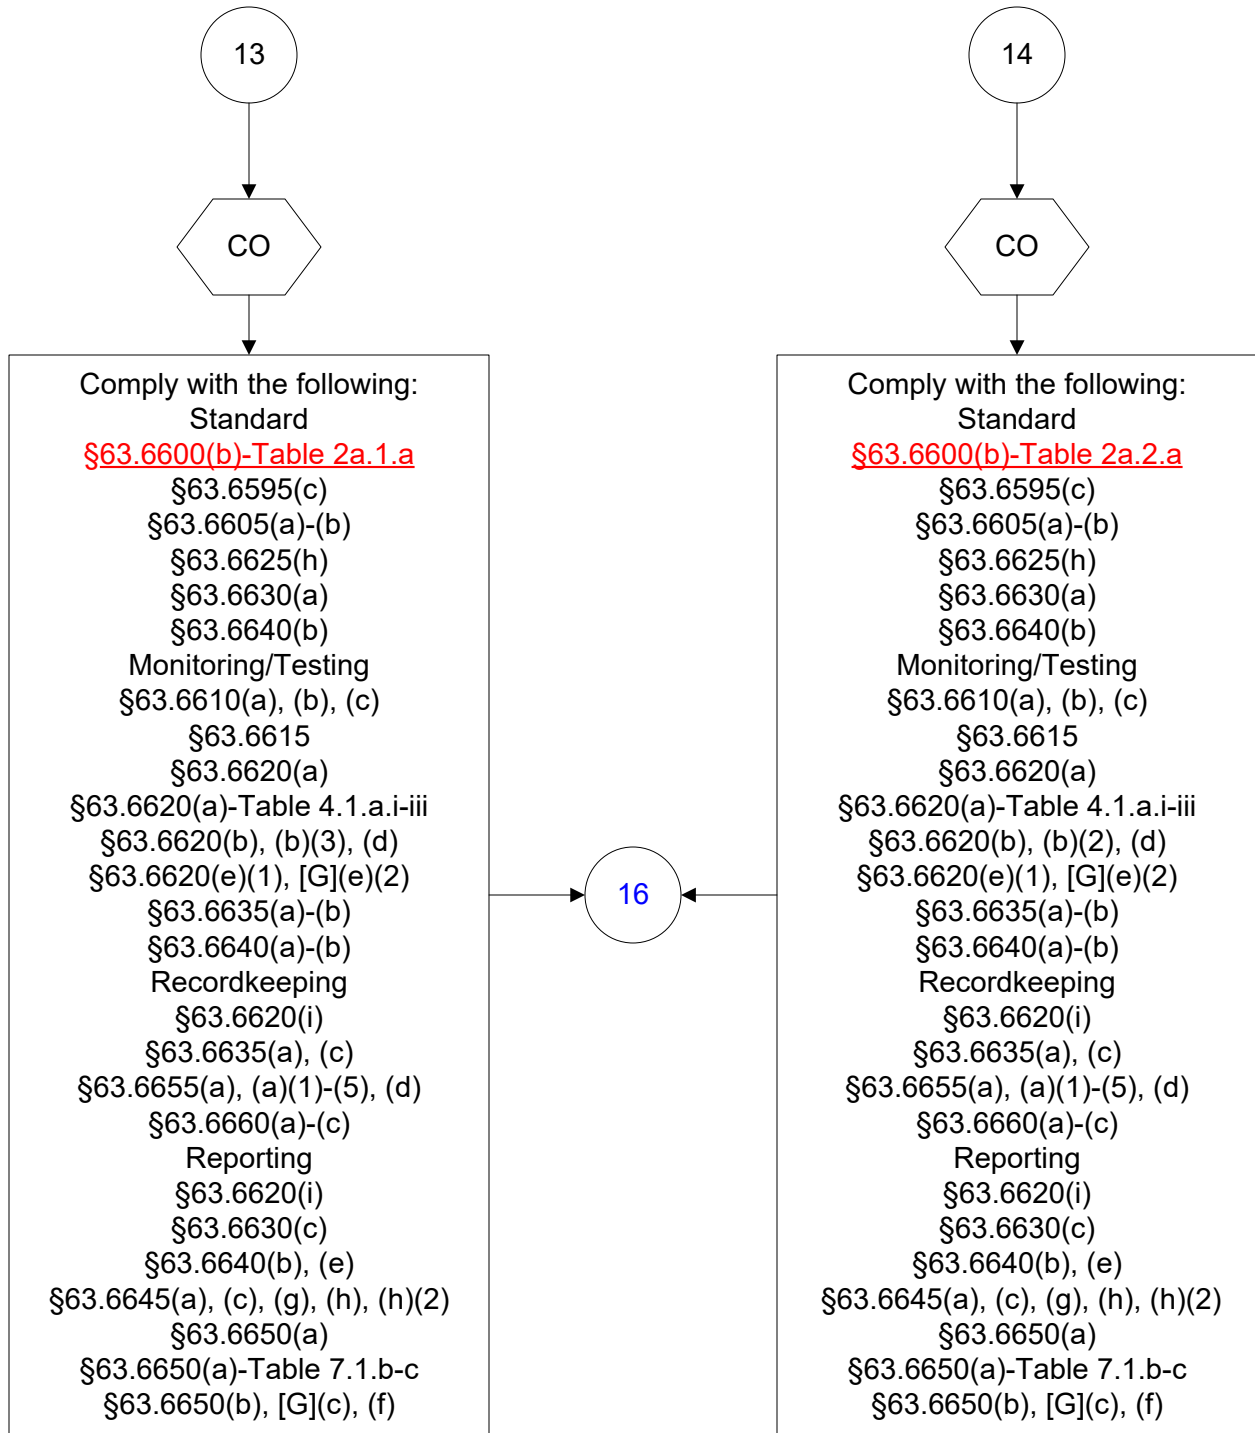 13
CO
Comply with the following:
Standard
§63.6600(b)-Table 2a.1.a
§63.6595(c)
§63.6605(a)-(b)
§63.6625(h)
§63.6630(a)
§63.6640(b)
Monitoring/Testing
§63.6610(a), (b), (c)
§63.6615
§63.6620(a)
§63.6620(a)-Table 4.1.a.i-iii
§63.6620(b), (b)(3), (d)
§63.6620(e)(1), [G](e)(2)
§63.6635(a)-(b)
§63.6640(a)-(b)
Recordkeeping
§63.6620(i)
§63.6635(a), (c)
§63.6655(a), (a)(1)-(5), (d)
§63.6660(a)-(c)
Reporting
§63.6620(i)
§63.6630(c)
§63.6640(b), (e)
§63.6645(a), (c), (g), (h), (h)(2)
§63.6650(a)
§63.6650(a)-Table 7.1.b-c
§63.6650(b), [G](c), (f)
16
14
CO
Comply with the following:
Standard
§63.6600(b)-Table 2a.2.a
§63.6595(c)
§63.6605(a)-(b)
§63.6625(h)
§63.6630(a)
§63.6640(b)
Monitoring/Testing
§63.6610(a), (b), (c)
§63.6615
§63.6620(a)
§63.6620(a)-Table 4.1.a.i-iii
§63.6620(b), (b)(2), (d)
§63.6620(e)(1), [G](e)(2)
§63.6635(a)-(b)
§63.6640(a)-(b)
Recordkeeping
§63.6620(i)
§63.6635(a), (c)
§63.6655(a), (a)(1)-(5), (d)
§63.6660(a)-(c)
Reporting
§63.6620(i)
§63.6630(c)
§63.6640(b), (e)
§63.6645(a), (c), (g), (h), (h)(2)
§63.6650(a)
§63.6650(a)-Table 7.1.b-c
§63.6650(b), [G](c), (f)